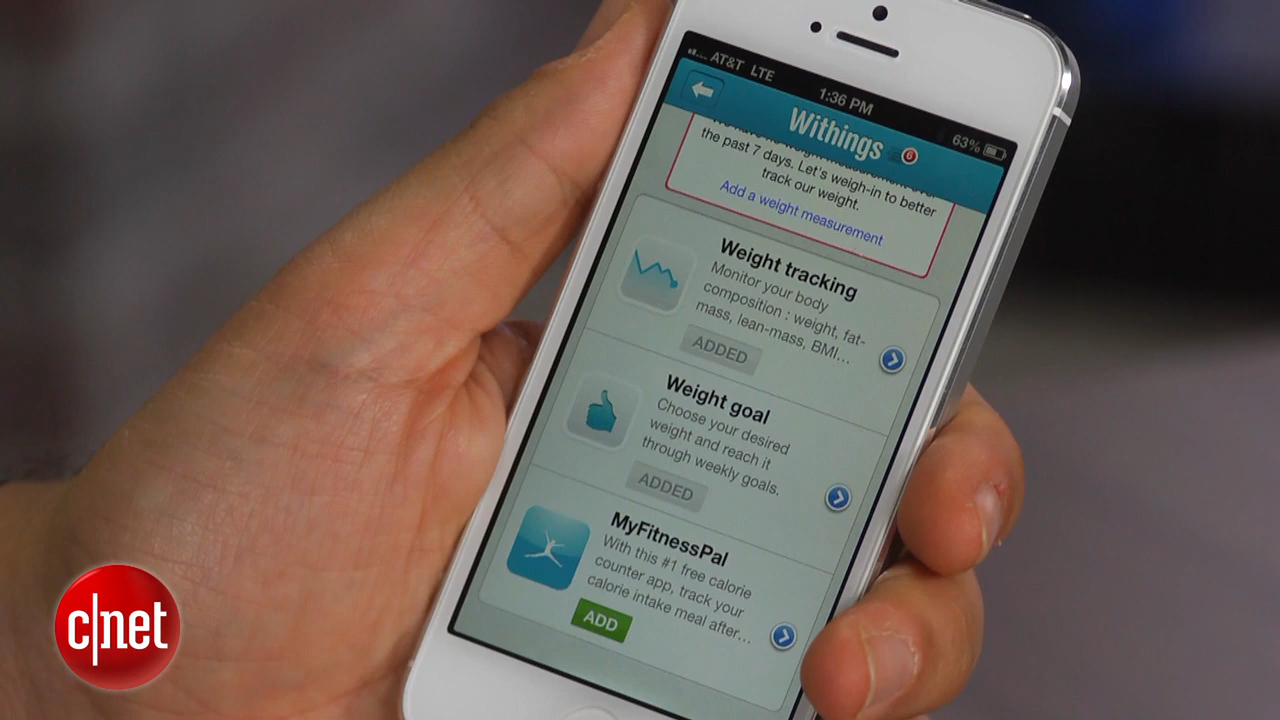 AT&T LTE
1:36 PM
63%
Withings
6
the past 7 days. Let's weigh-in to better
track our weight.
Add a weight measurement
Weight tracking
Monitor your body
composition : weight, fat-
mass, lean-mass, BMI...
ADDED
Weight goal
Choose your desired
weight and reach it
through weekly goals.
ADDED
MyFitnessPal
With this #1 free calorie
counter app, track your
calorie intake meal after...
ADD
c|net